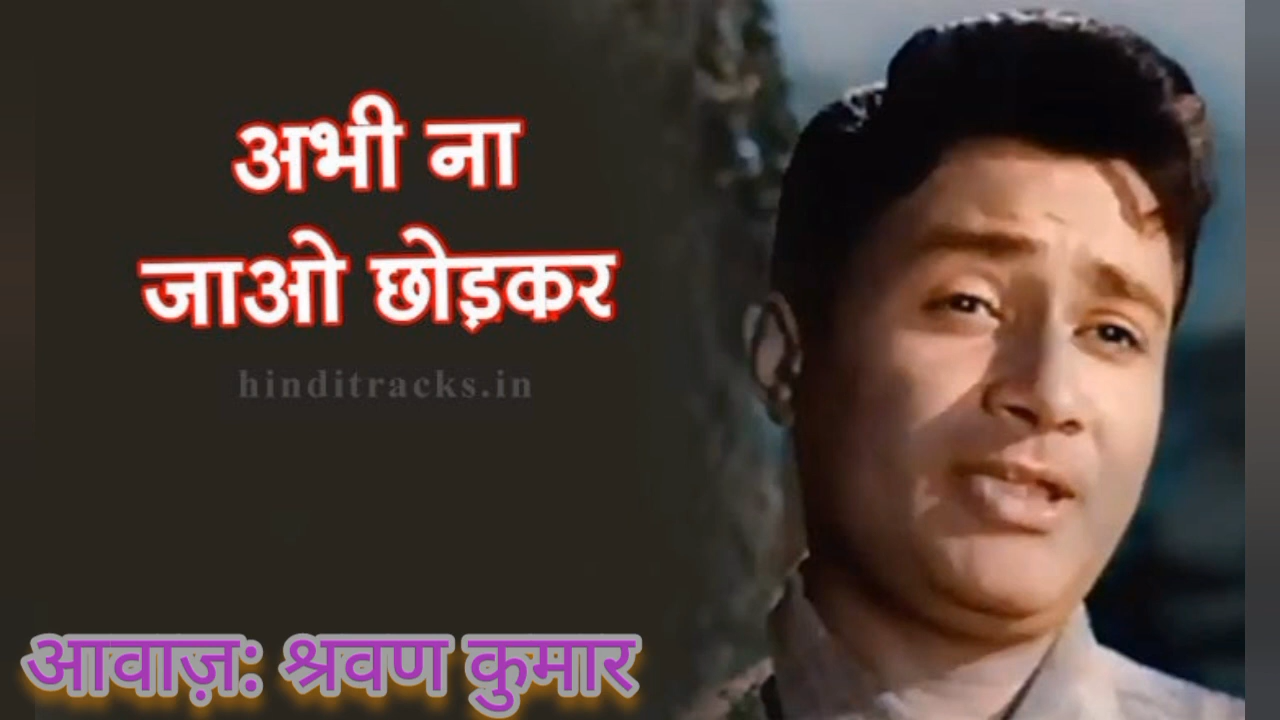 अभी ना
जाओ छोड़कर
hinditracks.in
आवाज़: श्रवण कुमार